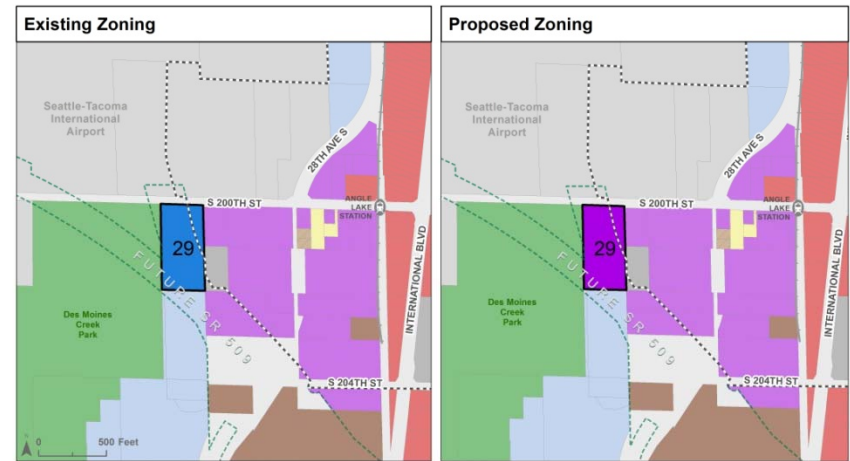 Existing Zoning
Seattle-Tacoma
International
Airport
28TH AVE S
S 200TH ST
ANGLE
LAKE
STATION
29
FUTURE SR 509
Des Moines
Creek
Park
INTERNATIONAL BLVD
S 204TH ST
0 500 Feet
Proposed Zoning
Seattle-Tacoma
International
Airport
28TH AVE S
S 200TH ST
ANGLE
LAKE
STATION
29
FUTURE SR 509
Des Moines
Creek
Park
INTERNATIONAL BLVD
S 204TH ST